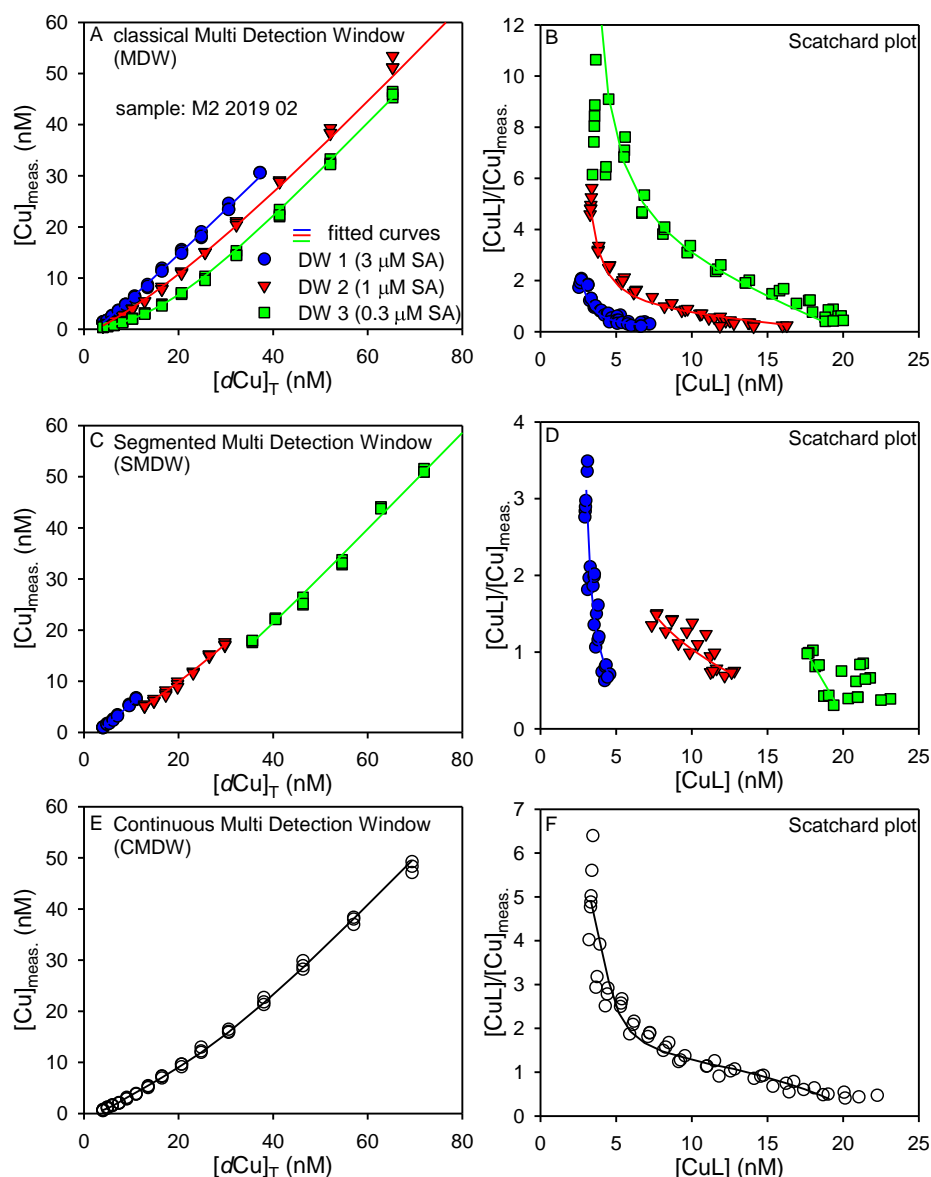 A classical Multi Detection Window
(MDW)
sample: M2 2019 02
fitted curves
DW 1 (3 μM SA)
DW 2 (1 μM SA)
DW 3 (0.3 μM SA)
[Cu]meas. (nM)
0 10 20 30 40 50 60
0 20 40 60 80
[dCu]T (nM)
B Scatchard plot
[CuL]/[Cu]meas.
0 2 4 6 8 10 12
0 5 10 15 20 25
[CuL] (nM)
C Segmented Multi Detection Window
(SMDW)
[Cu]meas. (nM)
0 10 20 30 40 50 60
0 20 40 60 80
[dCu]T (nM)
D Scatchard plot
[CuL]/[Cu]meas.
0 1 2 3 4
0 5 10 15 20 25
[CuL] (nM)
E Continuous Multi Detection Window
(CMDW)
[Cu]meas. (nM)
0 10 20 30 40 50 60
0 20 40 60 80
[dCu]T (nM)
F Scatchard plot
[CuL]/[Cu]meas.
0 1 2 3 4 5 6 7
0 5 10 15 20 25
[CuL] (nM)